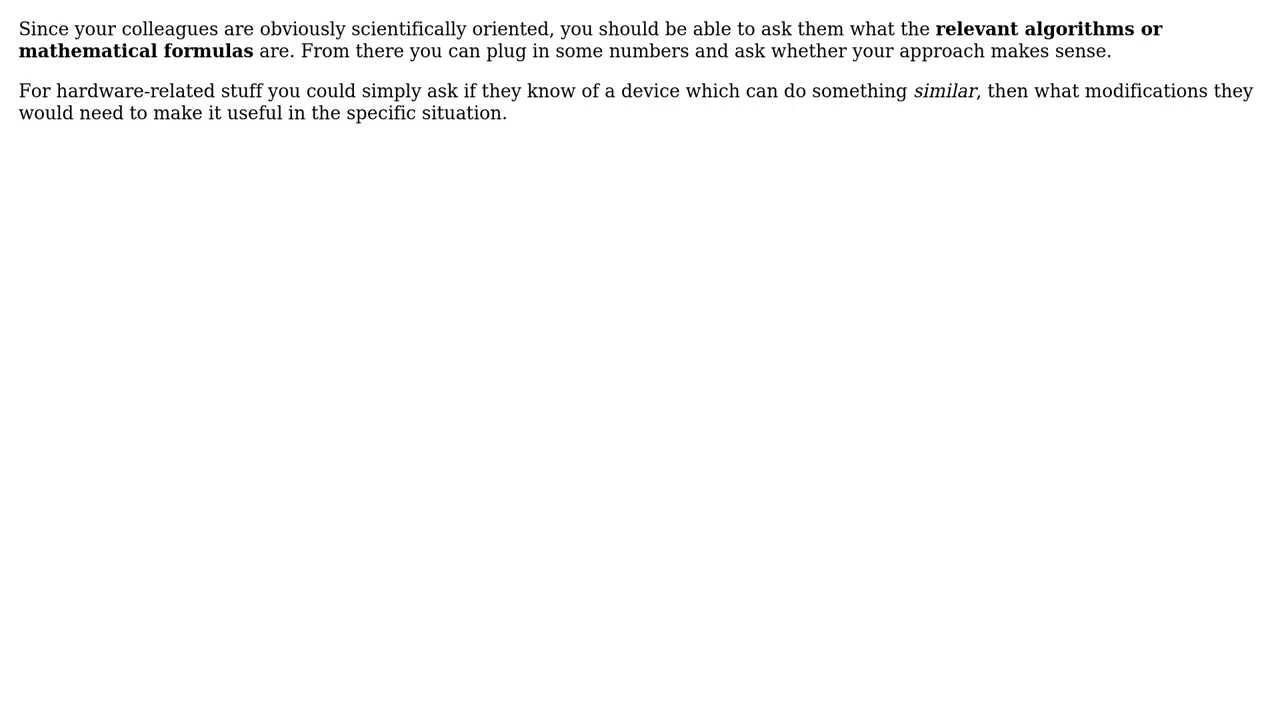 Since your colleagues are obviously scientifically oriented, you should be able to ask them what the relevant algorithms or
mathematical formulas are. From there you can plug in some numbers and ask whether your approach makes sense.
For hardware-related stuff you could simply ask if they know of a device which can do something similar, then what modifications they
would need to make it useful in the specific situation.